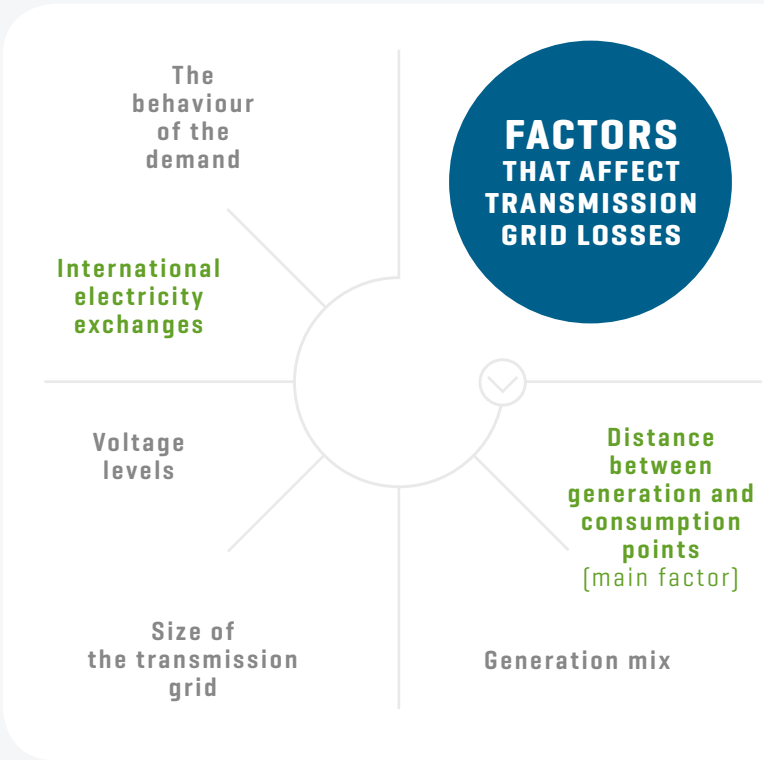 FACTORS
THAT AFFECT
TRANSMISSION
GRID LOSSES
Distance
between
generation and
consumption
points
(main factor)
Generation mix
Size of
the transmission
grid
Voltage
levels
International
electricity
exchanges
The
behaviour
of the
demand